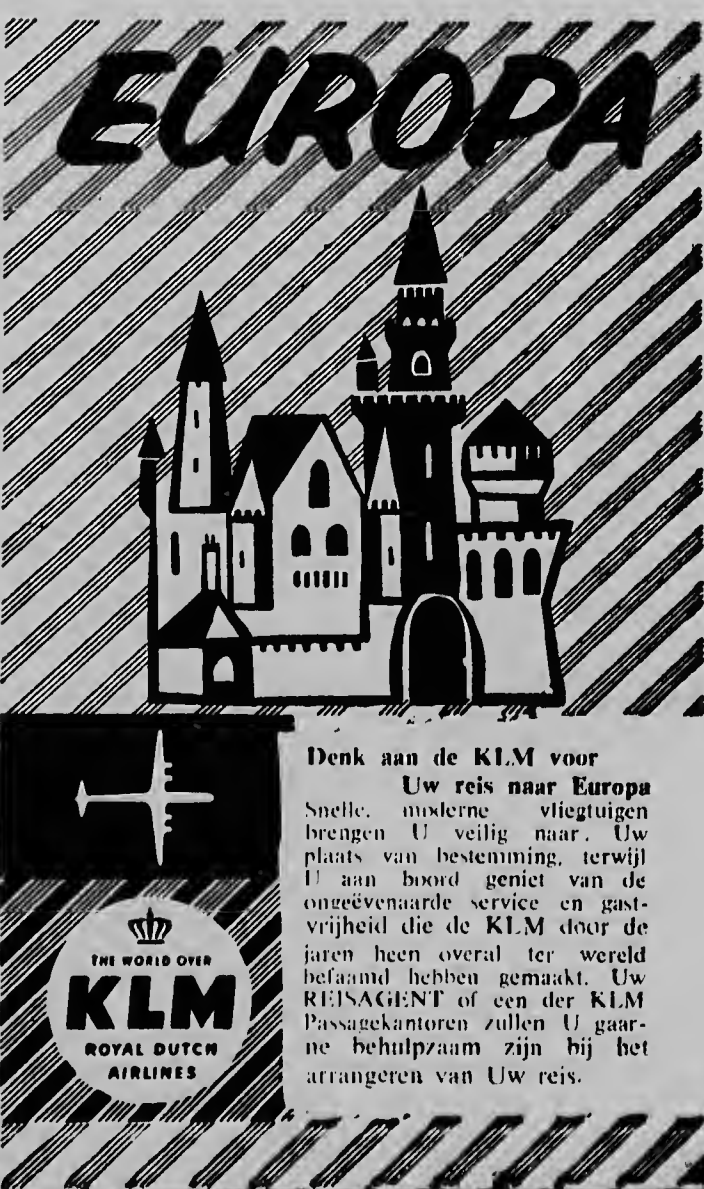 EUROPA
Denk aan de KLM voor
Uw reis naar Europa
Snelle, moderne vliegtuigen
brengen U veilig naar. Uw
plaats van bestemming, terwijl
U aan boord geniet van de
ongeëvenaarde service en gast-
vrijheid die de KLM door de
jaren heen overal ter wereld
befaamd hebben gemaakt. Uw
REISAGENT of een der KLM
Passagekantoren zullen U gaar-
ne behulpzaam zijn bij het
arrangeren van Uw reis.
THE WORLD OVER
KLM
ROYAL DUTCH
AIRLINES